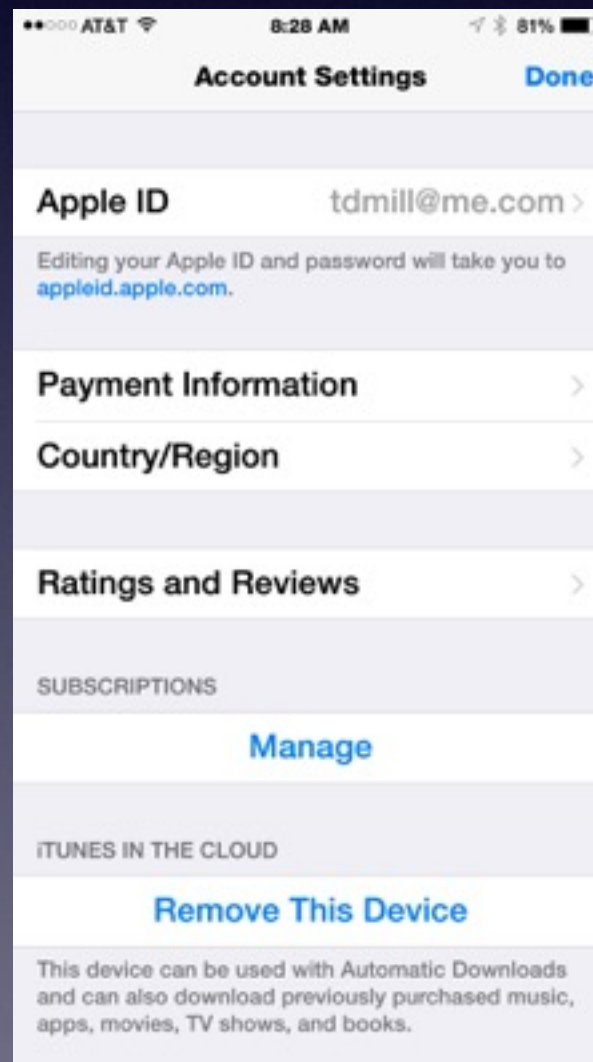 AT&T 8:28 AM 81%
Account Settings Done
Apple ID tdmill@me.com >
Editing your Apple ID and password will take you to
appleid.apple.com.
Payment Information >
Country/Region >
Ratings and Reviews >
SUBSCRIPTIONS
Manage
iTUNES IN THE CLOUD
Remove This Device
This device can be used with Automatic Downloads
and can also download previously purchased music,
apps, movies, TV shows, and books.